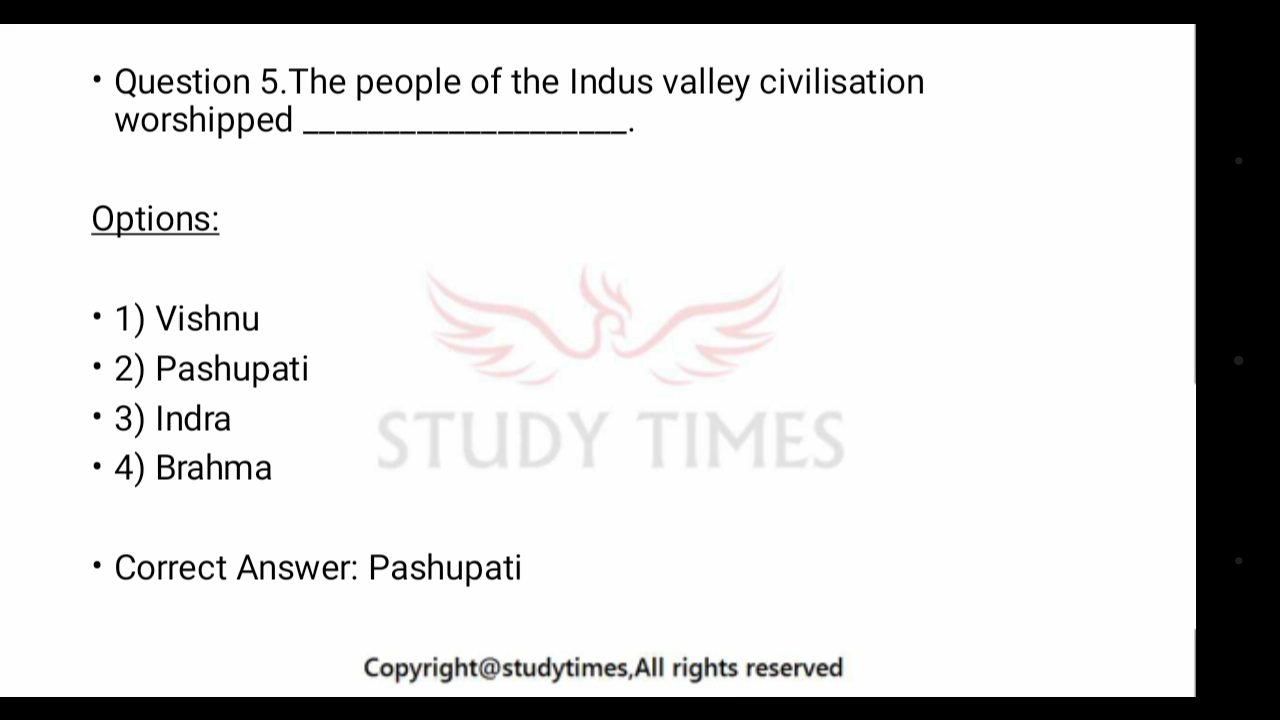 • Question 5.The people of the Indus valley civilisation
worshipped ___________________.
Options:
• 1) Vishnu
• 2) Pashupati
• 3) Indra
• 4) Brahma
STUDY TIMES
• Correct Answer: Pashupati
Copyright@studytimes,All rights reserved